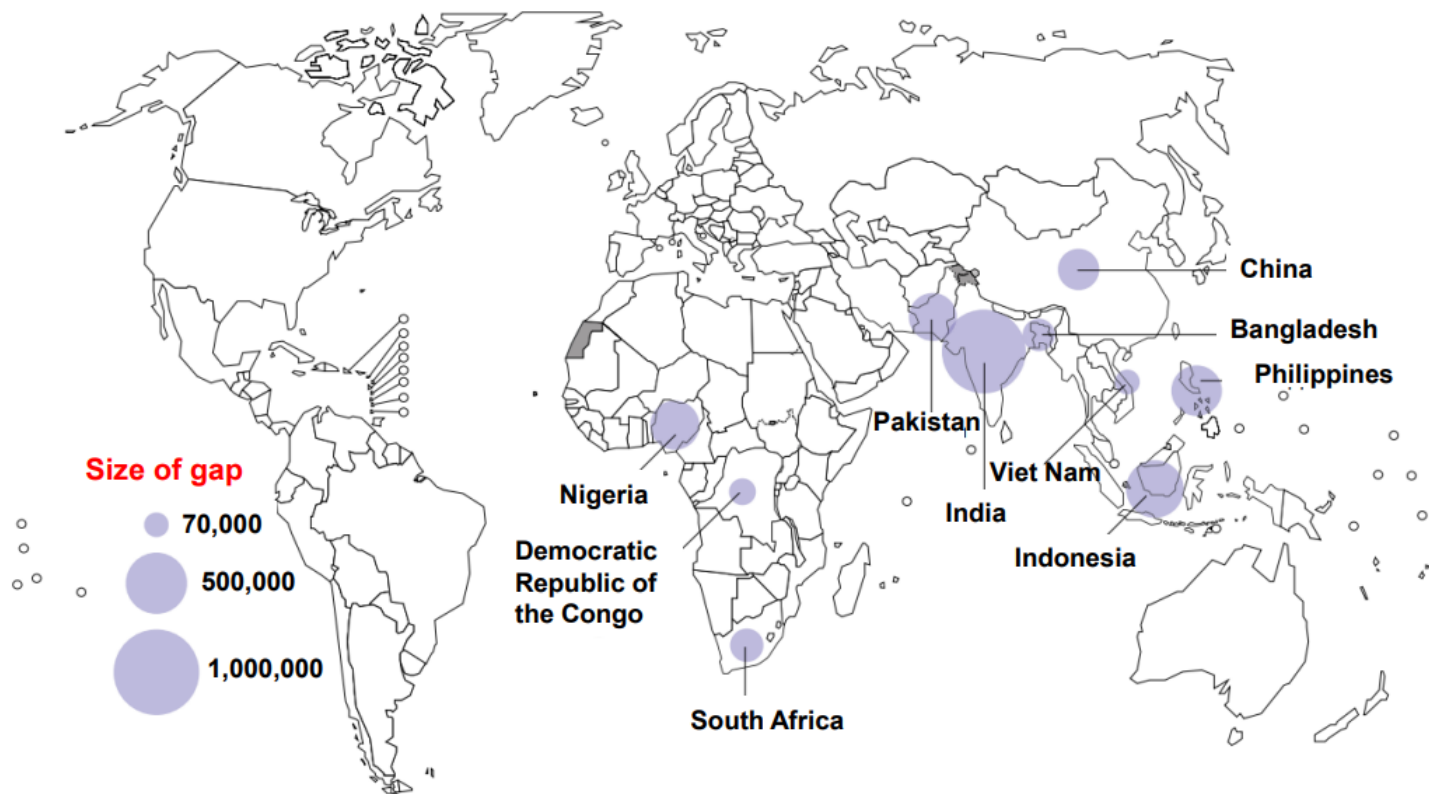 China
Bangladesh
Philippines
Pakistan
Viet Nam
Size of gap
Nigeria
India
70,000
Democratic
Republic of
the Congo
Indonesia
500,000
1,000,000
South Africa